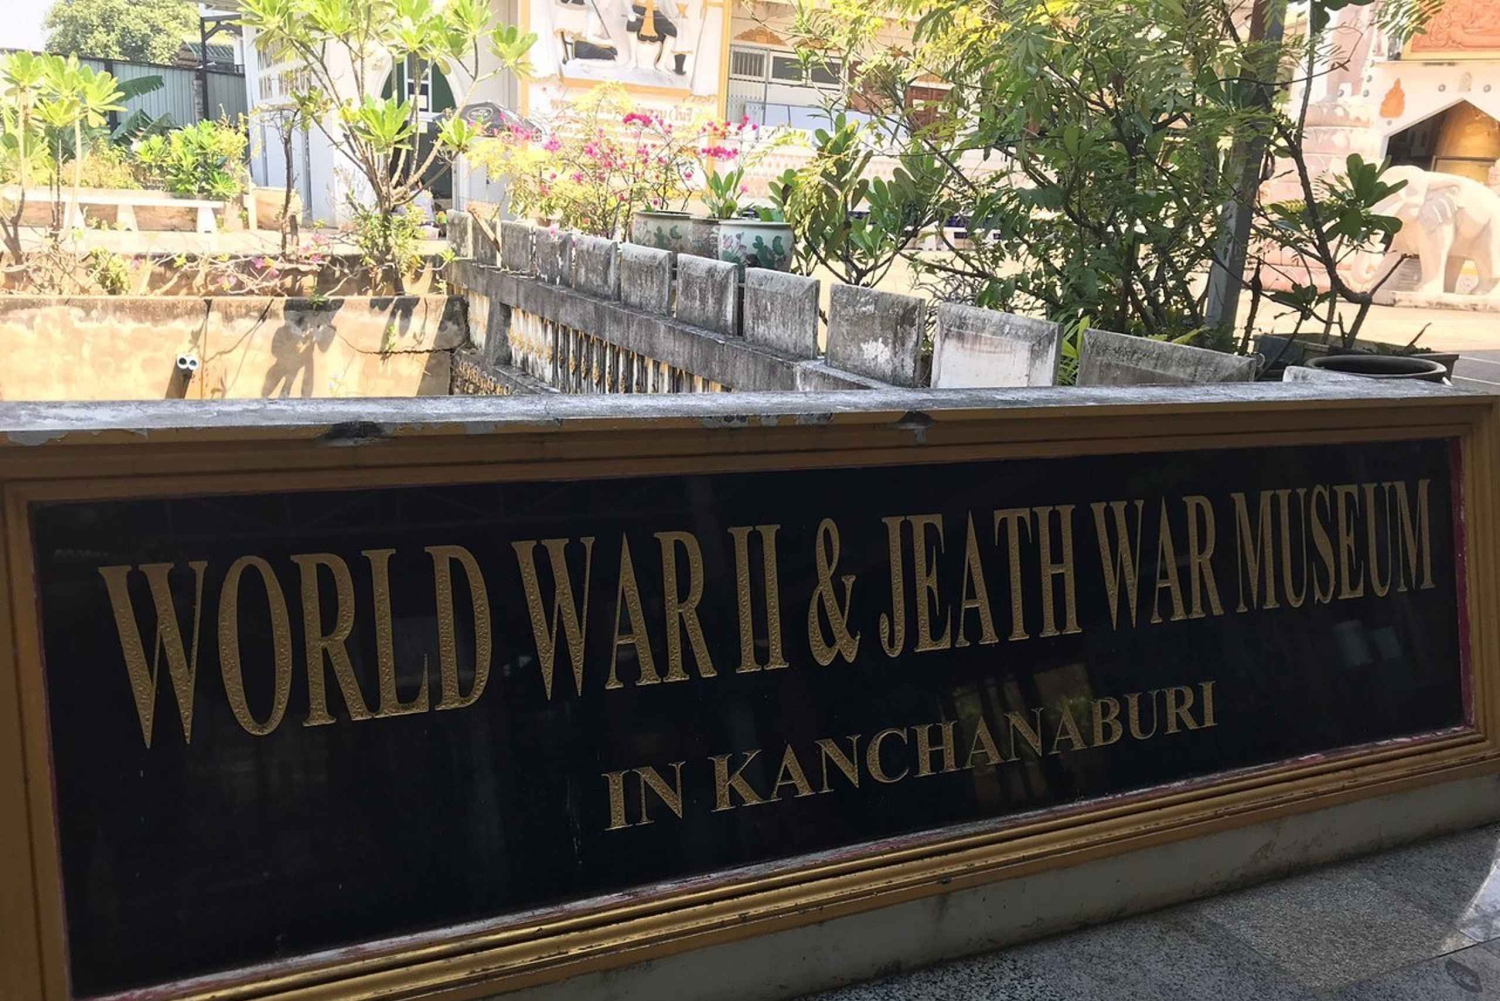 WORLD WAR II & JEATH WAR MUSEUM
IN KANCHANABURI